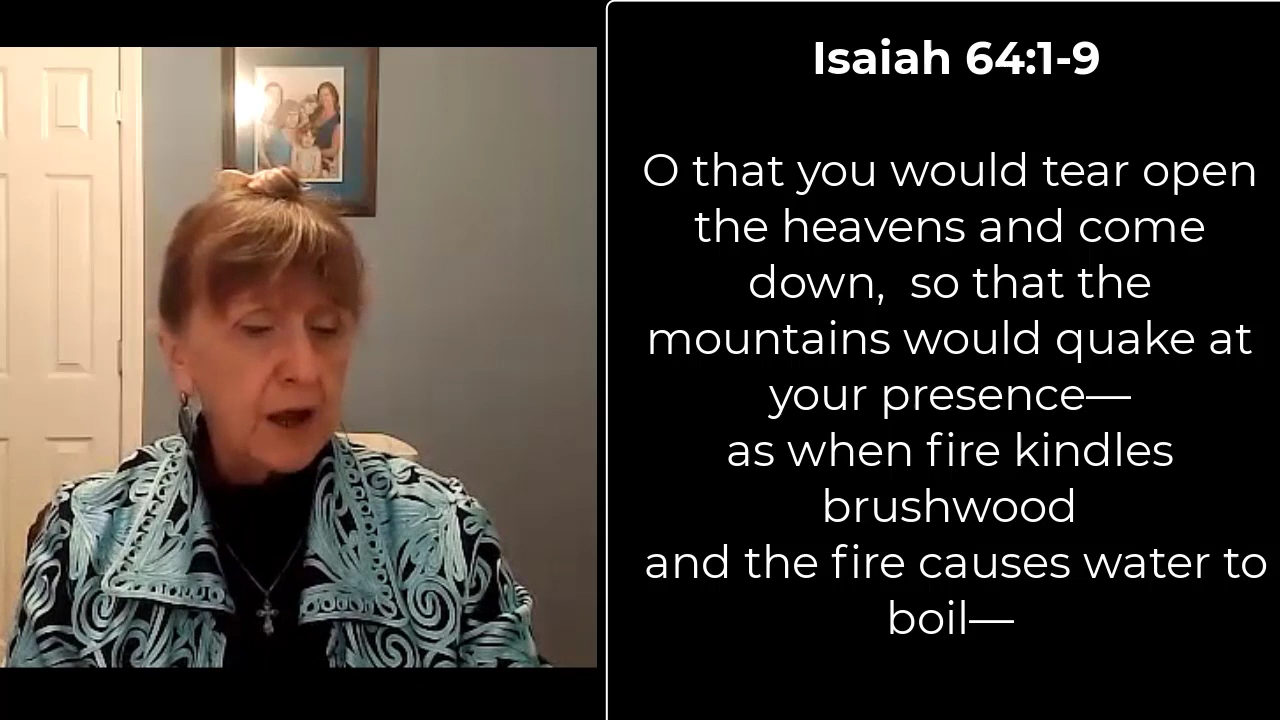 Isaiah 64:1-9
O that you would tear open
the heavens and come
down,  so that the
mountains would quake at
your presence—
as when fire kindles
brushwood
and the fire causes water to
boil—